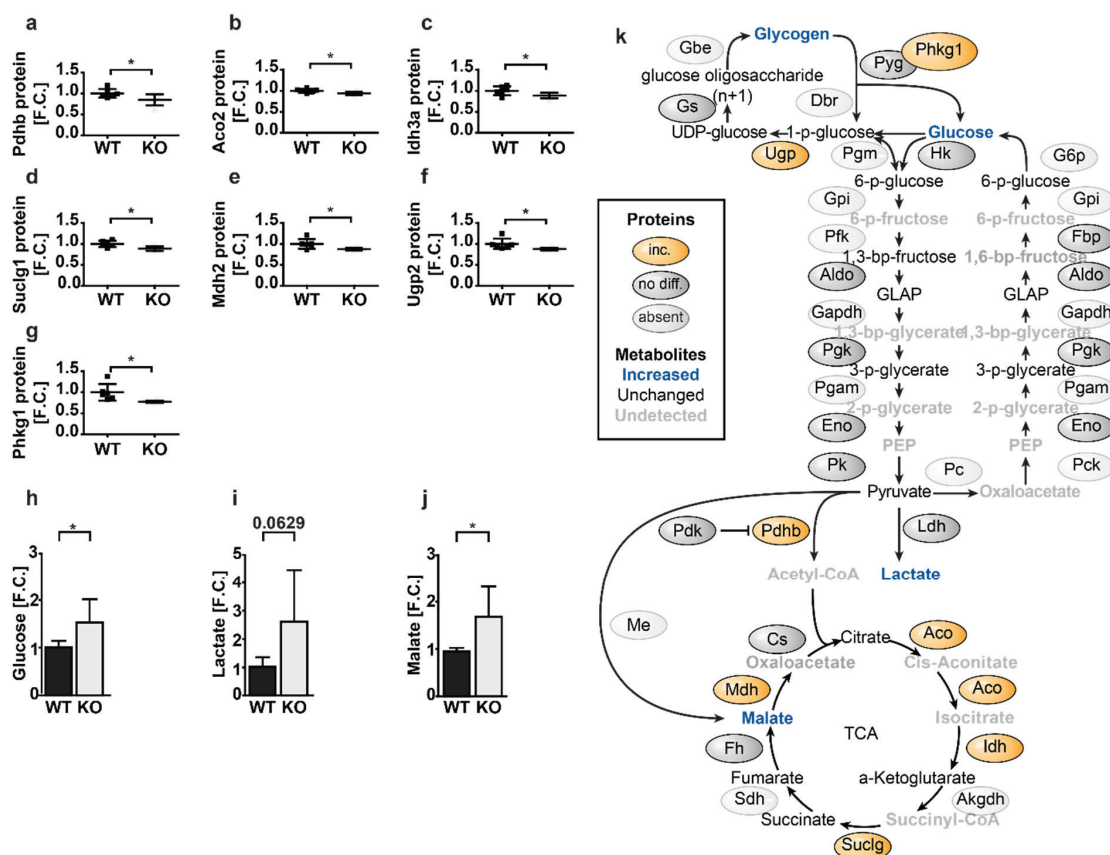 a
Pdhb protein
[F.C.]
1.5
1.0
0.5
0.0
*
WT KO
b
Aco2 protein
[F.C.]
1.5
1.0
0.5
0.0
*
WT KO
c
Idh3a protein
[F.C.]
1.5
1.0
0.5
0.0
*
WT KO
d
Suclg1 protein
[F.C.]
1.5
1.0
0.5
0.0
*
WT KO
e
Mdh2 protein
[F.C.]
1.5
1.0
0.5
0.0
*
WT KO
f
Ugp2 protein
[F.C.]
1.5
1.0
0.5
0.0
*
WT KO
g
Phkg1 protein
[F.C.]
1.5
1.0
0.5
0.0
*
WT KO
h
Glucose [F.C.]
3
2
1
0
*
WT KO
i
Lactate [F.C.]
5
4
3
2
1
0
0.0629
WT KO
j
Malate [F.C.]
3
2
1
0
*
WT KO
k
Proteins
inc.
no diff.
absent
Metabolites
Increased
Unchanged
Undetected
Gbe
Glycogen
Pyg
Phkg1
glucose oligosaccharide
(n+1)
Gs
Dbr
UDP-glucose
1-p-glucose
Glucose
Ugp
Pgm
Hk
G6p
6-p-glucose
6-p-glucose
Gpi
Gpi
6-p-fructose
6-p-fructose
Pfk
Fbp
1,3-bp-fructose
1,6-bp-fructose
Aldo
Aldo
GLAP
GLAP
Gapdh
Gapdh
1,3-bp-glycerate
1,3-bp-glycerate
Pgk
Pgk
3-p-glycerate
3-p-glycerate
Pgam
Pgam
2-p-glycerate
2-p-glycerate
Eno
Eno
PEP
PEP
Pk
Pc
Pck
Pyruvate
Oxaloacetate
Pdk
Pdhb
Ldh
Acetyl-CoA
Lactate
Me
Cs
Citrate
Aco
Oxaloacetate
Cis-Aconitate
Mdh
Aco
Malate
Isocitrate
TCA
Fh
Idh
Fumarate
a-Ketoglutarate
Sdh
Akgdh
Succinate
Succinyl-CoA
Suclg